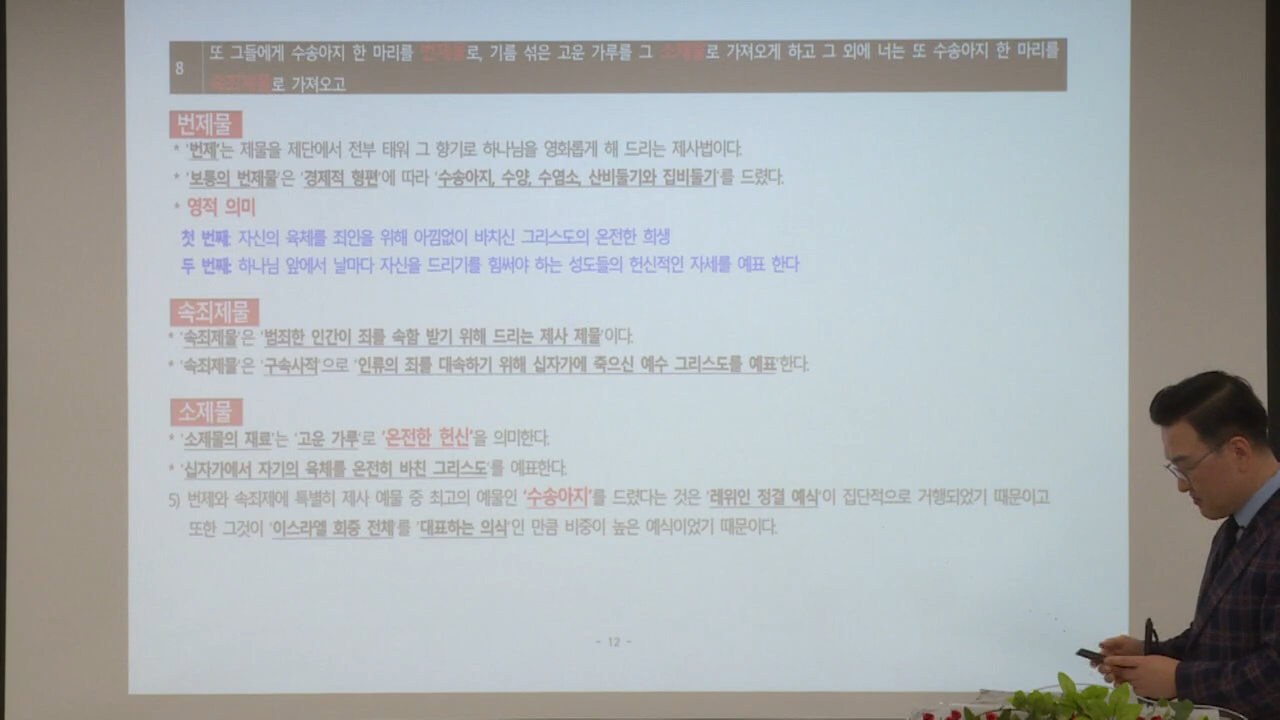 8 또 그들에게 수송아지 한 마리를 번제물로, 기름 섞은 고운 가루를 그 소제물로 가져오게 하고 그 외에 너는 또 수송아지 한 마리를
속죄제물로 가져오고
번제물
* '번제'는 제물을 제단에서 전부 태워 그 향기로 하나님을 영화롭게 해 드리는 제사법이다.
* '보통의 번제물'은 '경제적 형편'에 따라 '수송아지, 수양, 수염소, 산비둘기와 집비둘기'를 드렸다.
* 영적 의미
첫 번째: 자신의 육체를 죄인을 위해 아낌없이 바치신 그리스도의 온전한 희생
두 번째: 하나님 앞에서 날마다 자신을 드리기를 힘써야 하는 성도들의 헌신적인 자세를 예표 한다
속죄제물
* '속죄제물'은 '범죄한 인간이 죄를 속함 받기 위해 드리는 제사 제물'이다.
* '속죄제물'은 '구속사적'으로 '인류의 죄를 대속하기 위해 십자가에 죽으신 예수 그리스도를 예표'한다.
소제물
* '소제물의 재료'는 '고운 가루'로 '온전한 헌신'을 의미한다.
* '십자가에서 자기의 육체를 온전히 바친 그리스도'를 예표한다.
5) 번제와 속죄제에 특별히 제사 예물 중 최고의 예물인 '수송아지'를 드렸다는 것은 '레위인 정결 예식'이 집단적으로 거행되었기 때문이고
또한 그것이 '이스라엘 회중 전체'를 '대표하는 의식'인 만큼 비중이 높은 예식이었기 때문이다.
- 12 -